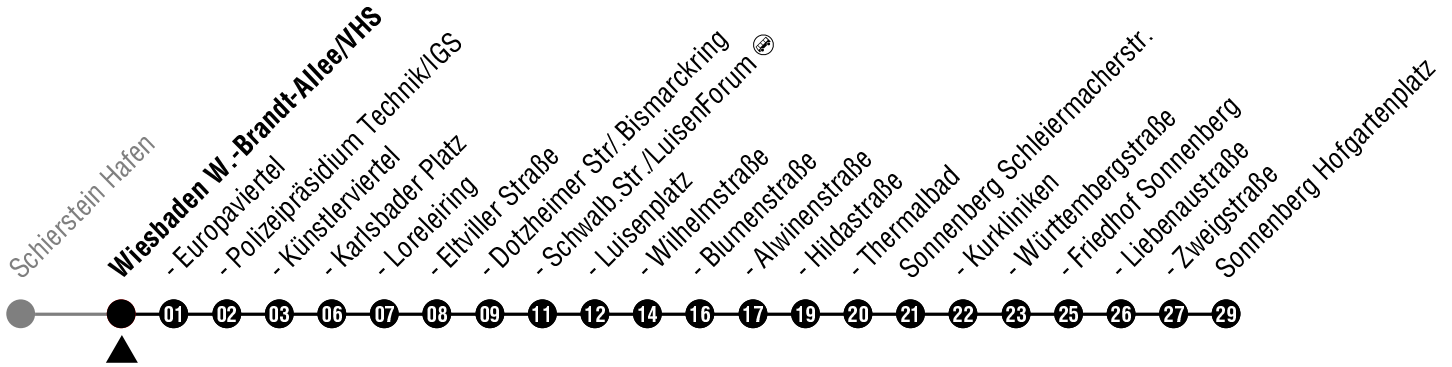 Schierstein Hafen
Wiesbaden W.-Brandt-Allee/VHS
- Europaviertel
- Polizeipräsidium Technik/IGS
- Künstlerviertel
- Karlsbader Platz
- Loreleiring
- Eltviller Straße
- Dotzheimer Str/. Bismarckring
- Schwalb.Str./LuisenForum
- Luisenplatz
- Wilhelmstraße
- Blumenstraße
- Alwinenstraße
- Hildastraße
- Thermalbad
Sonnenberg Schleiermacherstr.
- Kurkliniken
- Württembergstraße
- Friedhof Sonnenberg
- Liebenaustraße
- Zweigstraße
Sonnenberg Hofgartenplatz
01 02 03 06 07 08 09 11 12 14 16 17 19 20 21 22 23 25 26 27 29